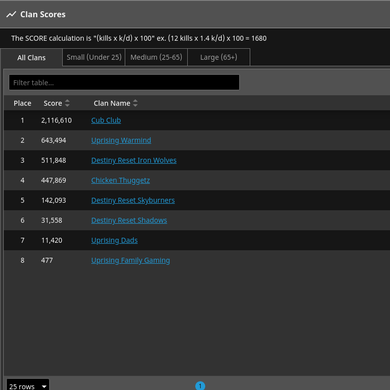 Clan Scores
The SCORE calculation is "(kills x k/d) x 100" ex. (12 kills x 1.4 k/d) x 100 = 1680
All Clans Small (Under 25) Medium (25-65) Large (65+)
Filter table...
Place Score Clan Name
1 2,116,610 Cub Club
2 643,494 Uprising Warmind
3 511,848 Destiny Reset Iron Wolves
4 447,869 Chicken Thuggetz
5 142,093 Destiny Reset Skyburners
6 31,558 Destiny Reset Shadows
7 11,420 Uprising Dads
8 477 Uprising Family Gaming
25 rows 1